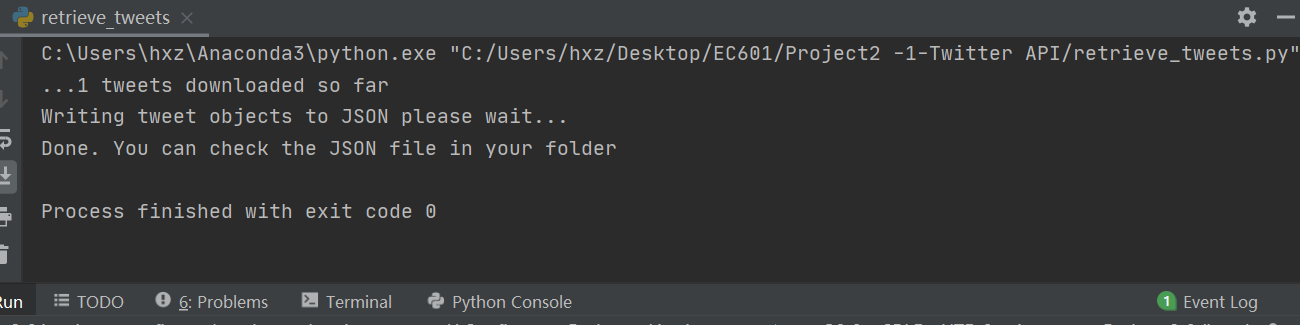 retrieve_tweets
C:\Users\hxz\Anaconda3\python.exe "C:/Users/hxz/Desktop/EC601/Project2 -1-Twitter API/retrieve_tweets.py"
...1 tweets downloaded so far
Writing tweet objects to JSON please wait...
Done. You can check the JSON file in your folder
Process finished with exit code 0
Run TODO 6: Problems Terminal Python Console 1 Event Log